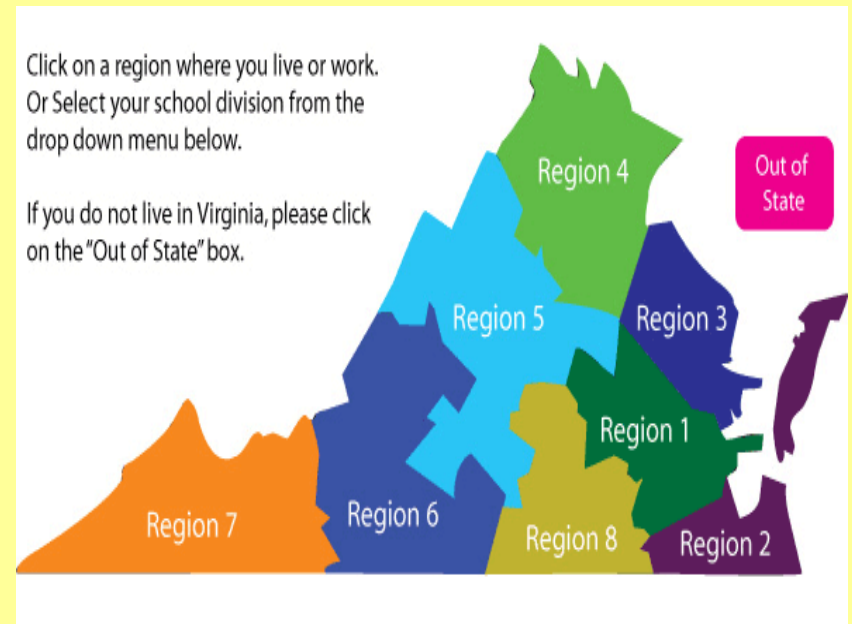 Click on a region where you live or work.
Or Select your school division from the
drop down menu below.
If you do not live in Virginia, please click
on the "Out of State" box.
Region 4
Out of
State
Region 5
Region 3
Region 1
Region 7
Region 6
Region 8
Region 2